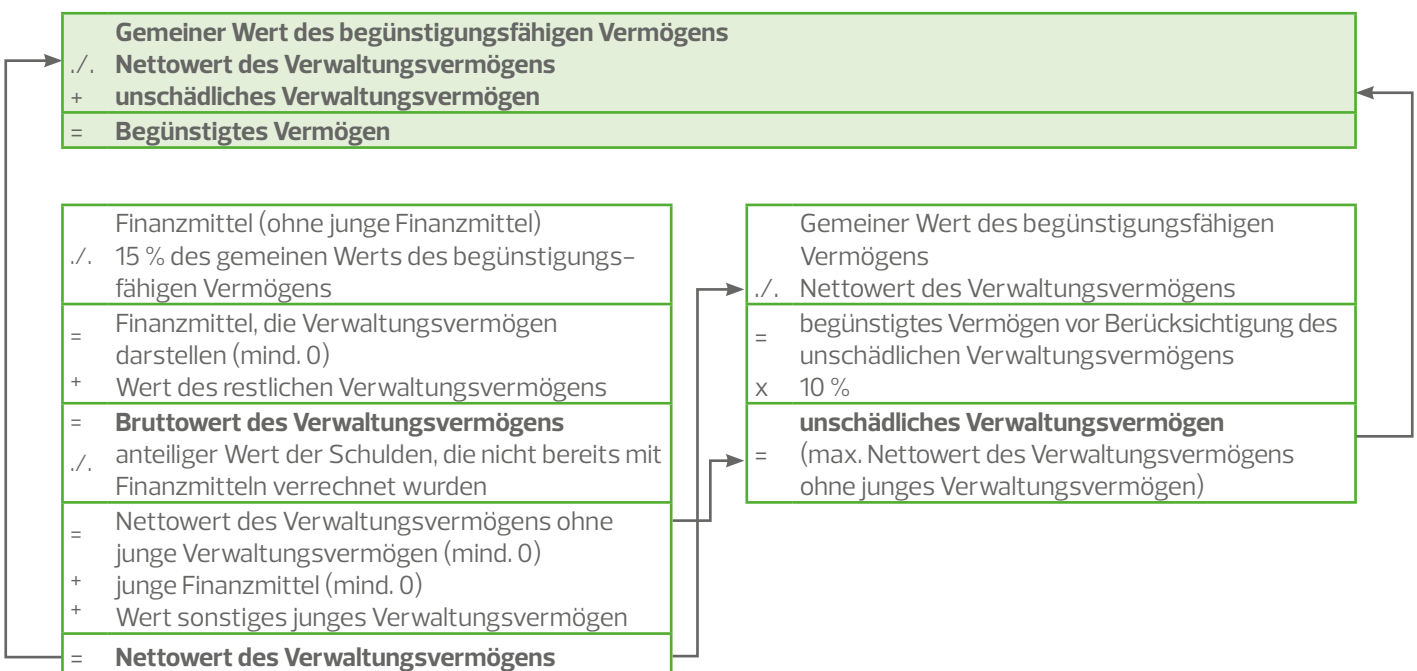 Gemeiner Wert des begünstigungsfähigen Vermögens
./. Nettowert des Verwaltungsvermögens
+ unschädliches Verwaltungsvermögen
= Begünstigtes Vermögen
Finanzmittel (ohne junge Finanzmittel)
./. 15 % des gemeinen Werts des begünstigungs-
fähigen Vermögens
= Finanzmittel, die Verwaltungsvermögen
darstellen (mind. 0)
+ Wert des restlichen Verwaltungsvermögens
= Bruttowert des Verwaltungsvermögens
./. anteiliger Wert der Schulden, die nicht bereits mit
Finanzmitteln verrechnet wurden
= Nettowert des Verwaltungsvermögens ohne
junge Verwaltungsvermögen (mind. 0)
+ junge Finanzmittel (mind. 0)
+ Wert sonstiges junges Verwaltungsvermögen
= Nettowert des Verwaltungsvermögens
Gemeiner Wert des begünstigungsfähigen
Vermögens
./. Nettowert des Verwaltungsvermögens
= begünstigtes Vermögen vor Berücksichtigung des
unschädlichen Verwaltungsvermögens
x 10 %
unschädliches Verwaltungsvermögen
= (max. Nettowert des Verwaltungsvermögens
ohne junges Verwaltungsvermögen)